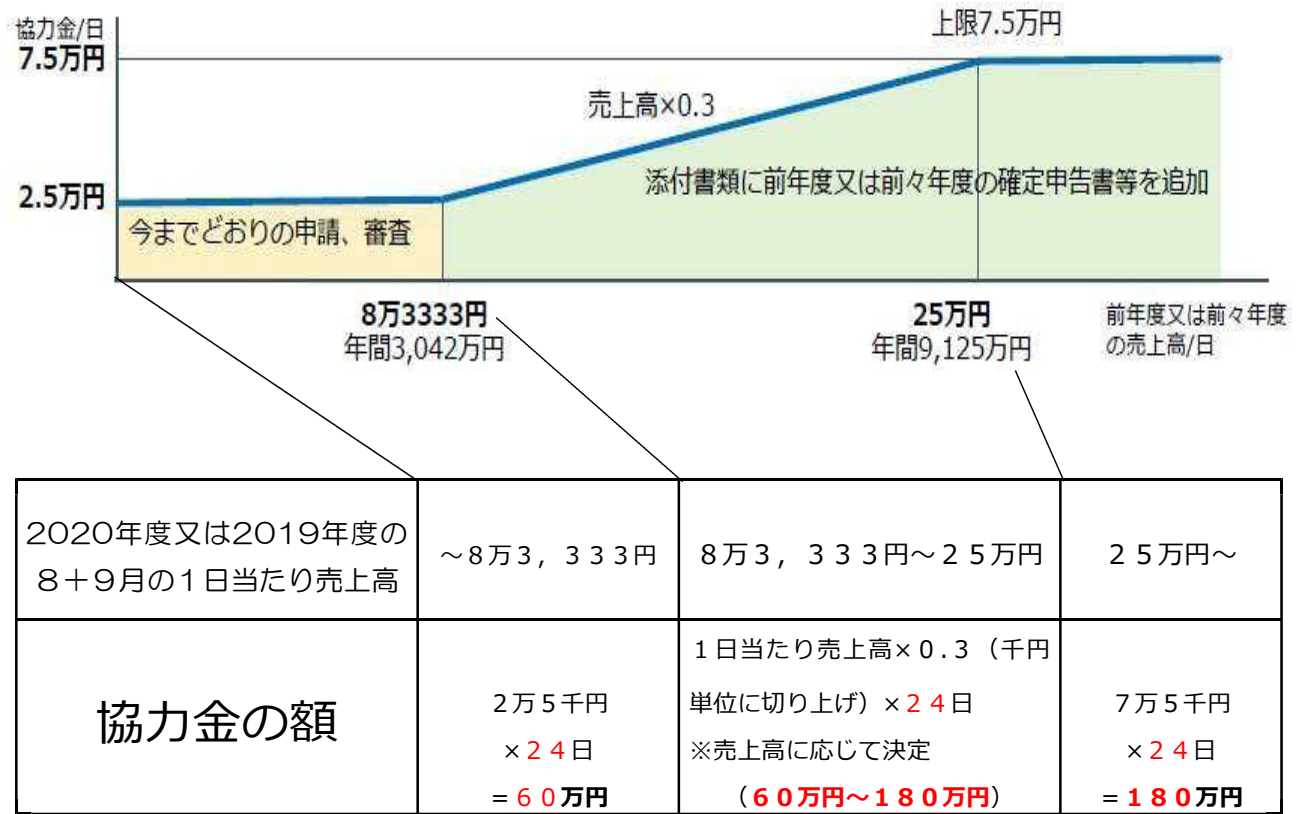 協力金/日
7.5万円
上限7.5万円
売上高×0.3
添付書類に前年度又は前々年度の確定申告書等を追加
2.5万円
今までどおりの申請、審査
8万3333円
年間3,042万円
25万円
年間9,125万円
前年度又は前々年度
の売上高/日
2020年度又は2019年度の
8+9月の1日当たり売上高
~8万3,333円
8万3,333円~25万円
25万円~
協力金の額
2万5千円
×24日
=60万円
1日当たり売上高×0.3(千円
単位に切り上げ)×24日
※売上高に応じて決定
(60万円~180万円)
7万5千円
×24日
=180万円